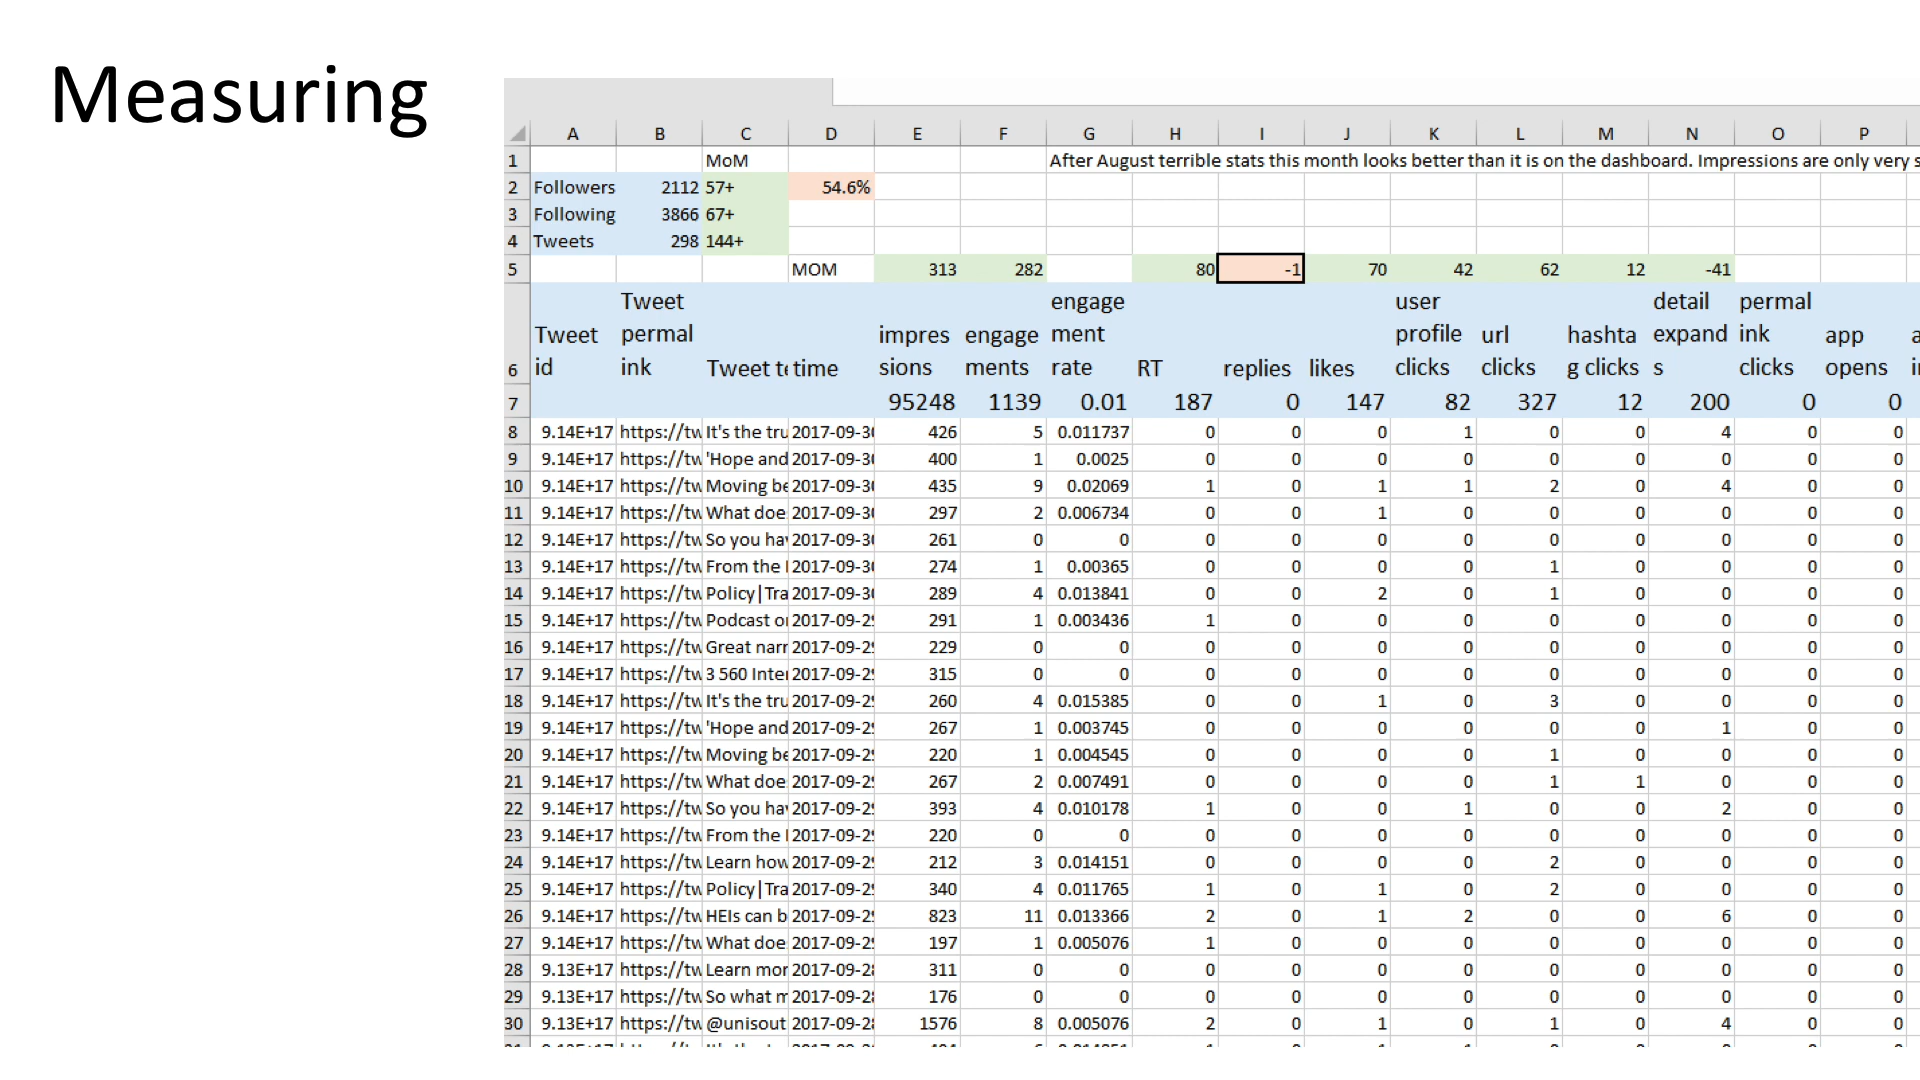 Measuring
A B C D E F G H I J K L M N O P
1 MoM After August terrible stats this month looks better than it is on the dashboard. Impressions are only very
2 Followers 2112 57+ 54.6%
3 Following 3866 67+
4 Tweets 298 144+
5 MOM 313 282 80 -1 70 42 62 12 -41
Tweet engage user detail permal
Tweet permal impres engage ment profile url hashta expand ink app
6 id ink Tweet te time sions ments rate RT replies likes clicks clicks g clicks s clicks opens
7 95248 1139 0.01 187 0 147 82 327 12 200 0 0
8 9.14E+17 https://tw It's the tru 2017-09-30 426 5 0.011737 0 0 0 1 0 0 4 0 0
9 9.14E+17 https://tw 'Hope and 2017-09-30 400 1 0.0025 0 0 0 0 0 0 0 0 0
10 9.14E+17 https://tw Moving be 2017-09-30 435 9 0.02069 1 0 1 1 2 0 4 0 0
11 9.14E+17 https://tw What doe 2017-09-30 297 2 0.006734 0 0 1 0 0 0 0 0 0
12 9.14E+17 https://tw So you hav 2017-09-30 261 0 0 0 0 0 0 0 0 0 0 0
13 9.14E+17 https://tw From the 2017-09-30 274 1 0.00365 0 0 0 0 1 0 0 0 0
14 9.14E+17 https://tw Policy|Tra 2017-09-30 289 4 0.013841 0 0 2 0 1 0 0 0 0
15 9.14E+17 https://tw Podcast o 2017-09-29 291 1 0.003436 1 0 0 0 0 0 0 0 0
16 9.14E+17 https://tw Great narr 2017-09-29 229 0 0 0 0 0 0 0 0 0 0 0
17 9.14E+17 https://tw 3 560 Inter 2017-09-29 315 0 0 0 0 0 0 0 0 0 0 0
18 9.14E+17 https://tw It's the tru 2017-09-29 260 4 0.015385 0 0 1 0 3 0 0 0 0
19 9.14E+17 https://tw 'Hope and 2017-09-29 267 1 0.003745 0 0 0 0 0 0 1 0 0
20 9.14E+17 https://tw Moving be 2017-09-29 220 1 0.004545 0 0 0 0 1 0 0 0 0
21 9.14E+17 https://tw What doe 2017-09-29 267 2 0.007491 0 0 0 0 1 1 0 0 0
22 9.14E+17 https://tw So you hav 2017-09-29 393 4 0.010178 1 0 0 1 0 0 2 0 0
23 9.14E+17 https://tw From the 2017-09-29 220 0 0 0 0 0 0 0 0 0 0 0
24 9.14E+17 https://tw Learn how 2017-09-29 212 3 0.014151 0 0 0 0 2 0 0 0 0
25 9.14E+17 https://tw Policy|Tra 2017-09-29 340 4 0.011765 1 0 1 0 2 0 0 0 0
26 9.14E+17 https://tw HEIs can b 2017-09-29 823 11 0.013366 2 0 1 2 0 0 6 0 0
27 9.14E+17 https://tw What doe 2017-09-29 197 1 0.005076 1 0 0 0 0 0 0 0 0
28 9.13E+17 https://tw Learn mor 2017-09-28 311 0 0 0 0 0 0 0 0 0 0 0
29 9.13E+17 https://tw So what m 2017-09-28 176 0 0 0 0 0 0 0 0 0 0 0
30 9.13E+17 https://tw @unisout 2017-09-28 1576 8 0.005076 2 0 1 0 1 0 4 0 0